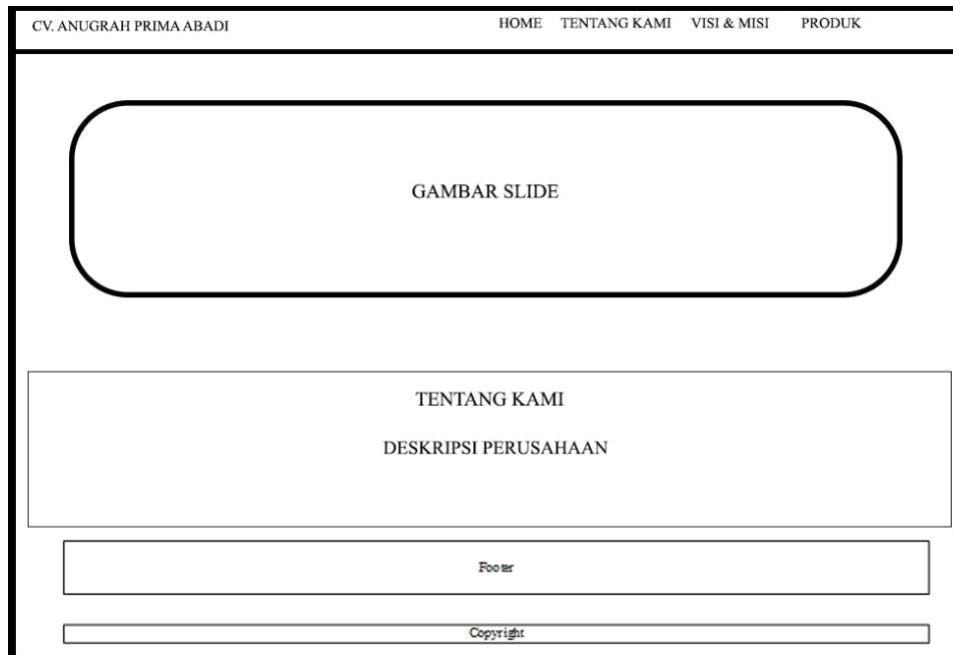 CV. ANUGRAH PRIMA ABADI HOME TENTANG KAMI VISI & MISI PRODUK
GAMBAR SLIDE
TENTANG KAMI
DESKRIPSI PERUSAHAAN
Footer
Copyright